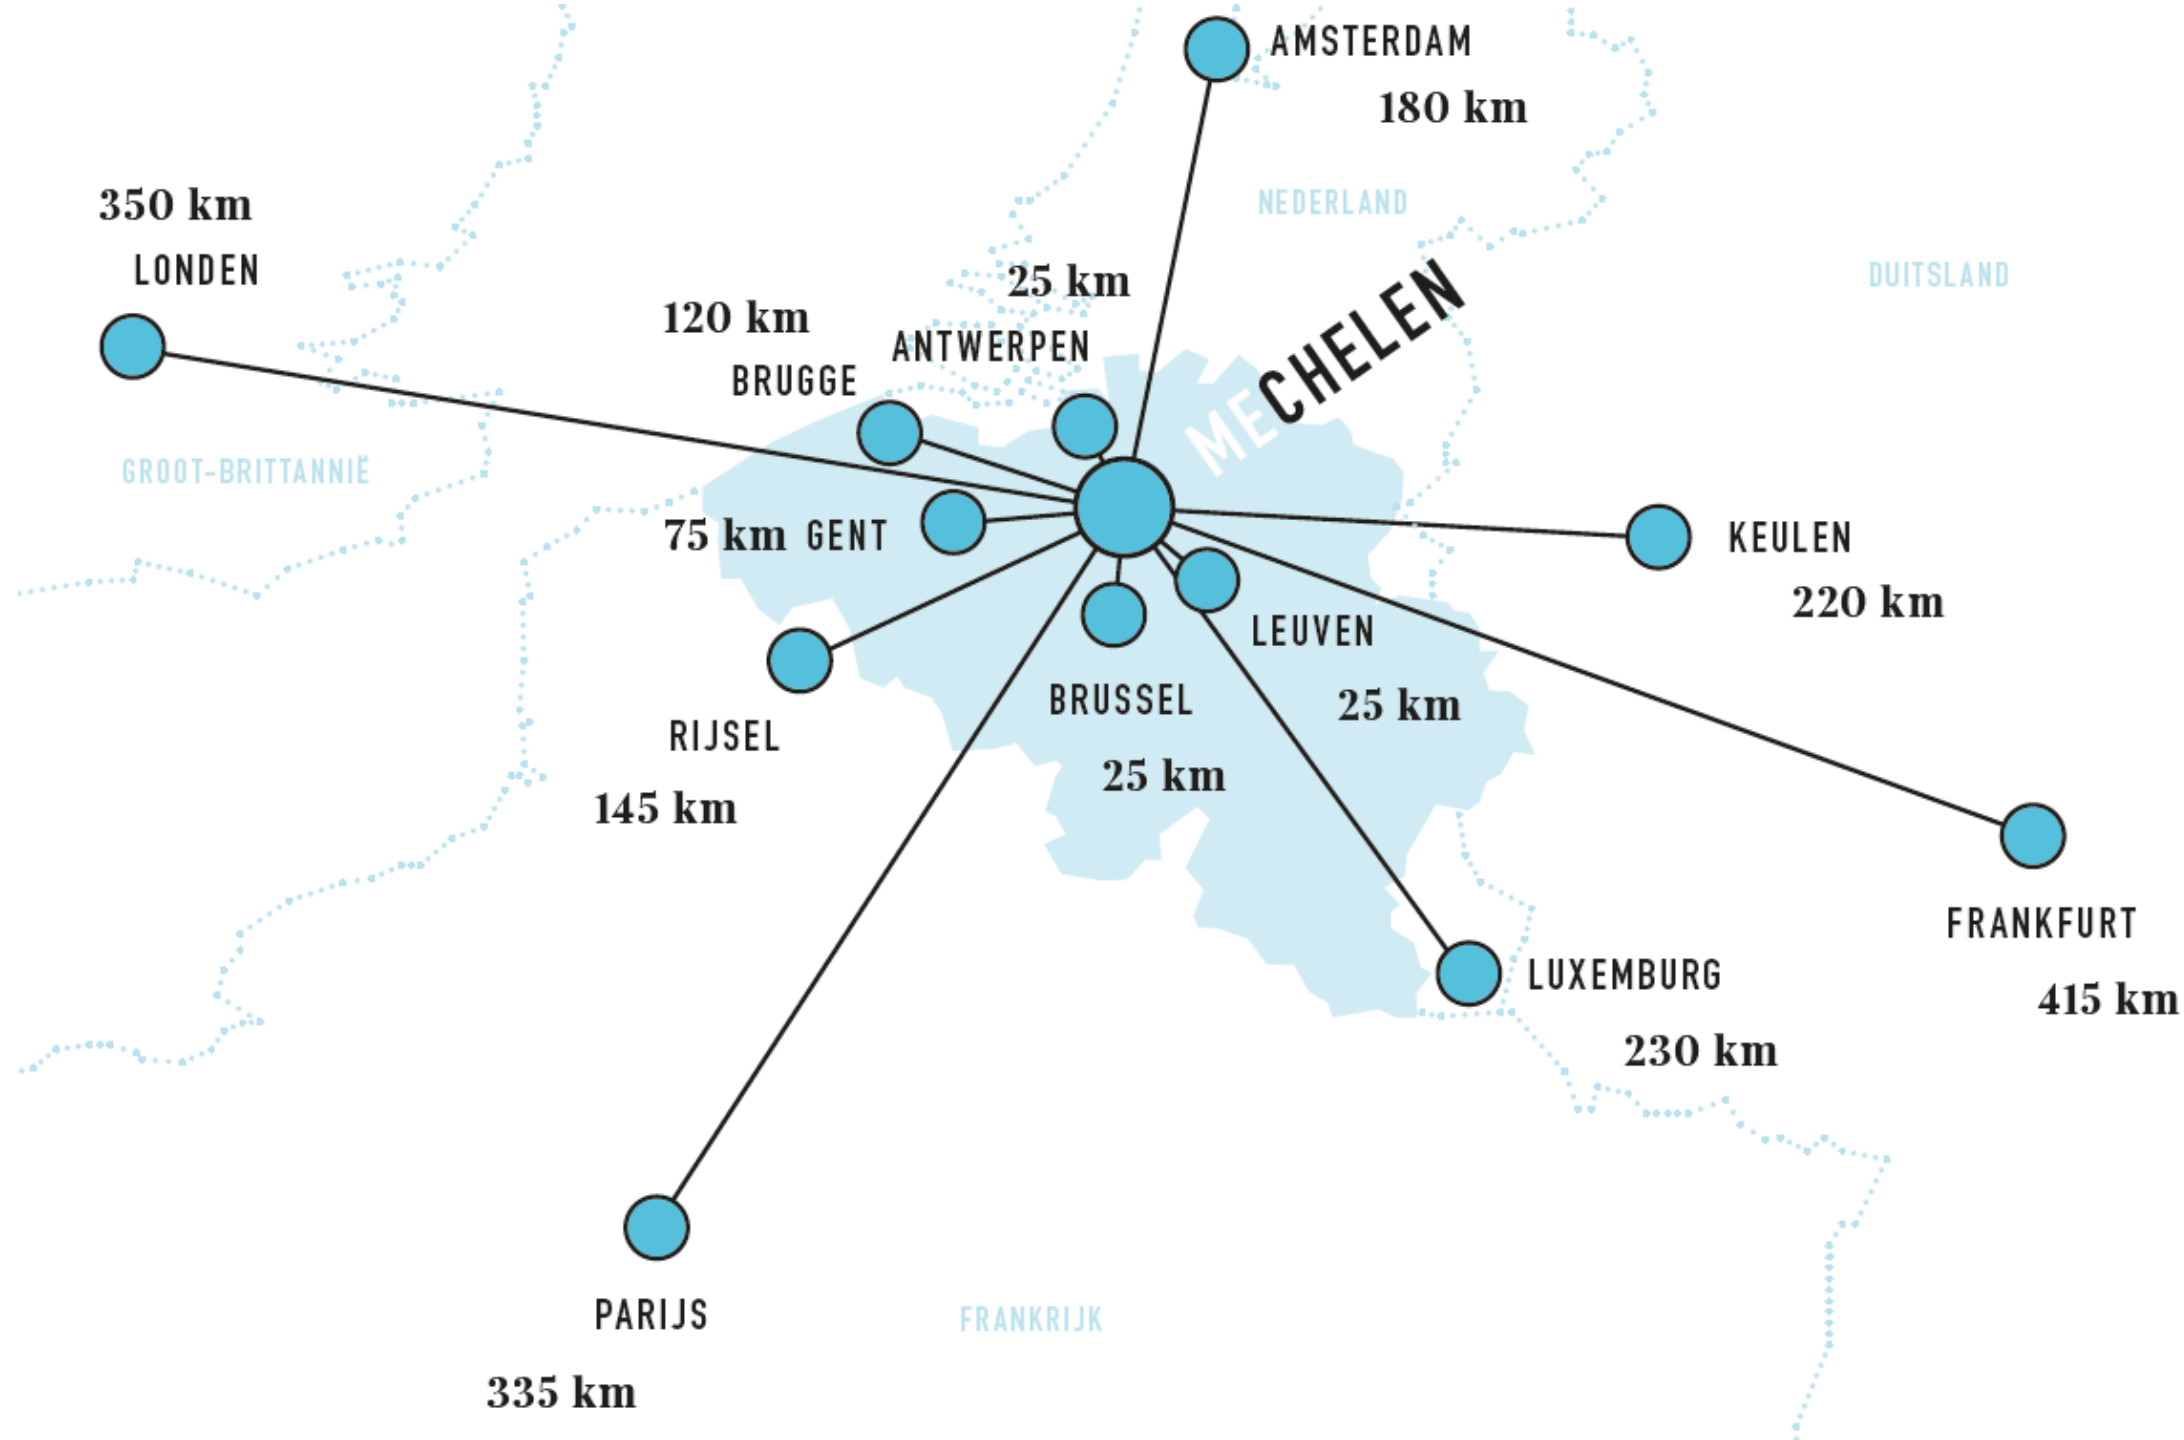 AMSTERDAM
180 km
NEDERLAND
350 km
LONDEN
DUITSLAND
25 km
ANTWERPEN
120 km
BRUGGE
MECHELEN
GROOT-BRITTANNIË
75 km GENT
KEULEN
220 km
LEUVEN
25 km
BRUSSEL
25 km
RIJSEL
145 km
FRANKFURT
415 km
LUXEMBURG
230 km
PARIJS
335 km
FRANKRIJK